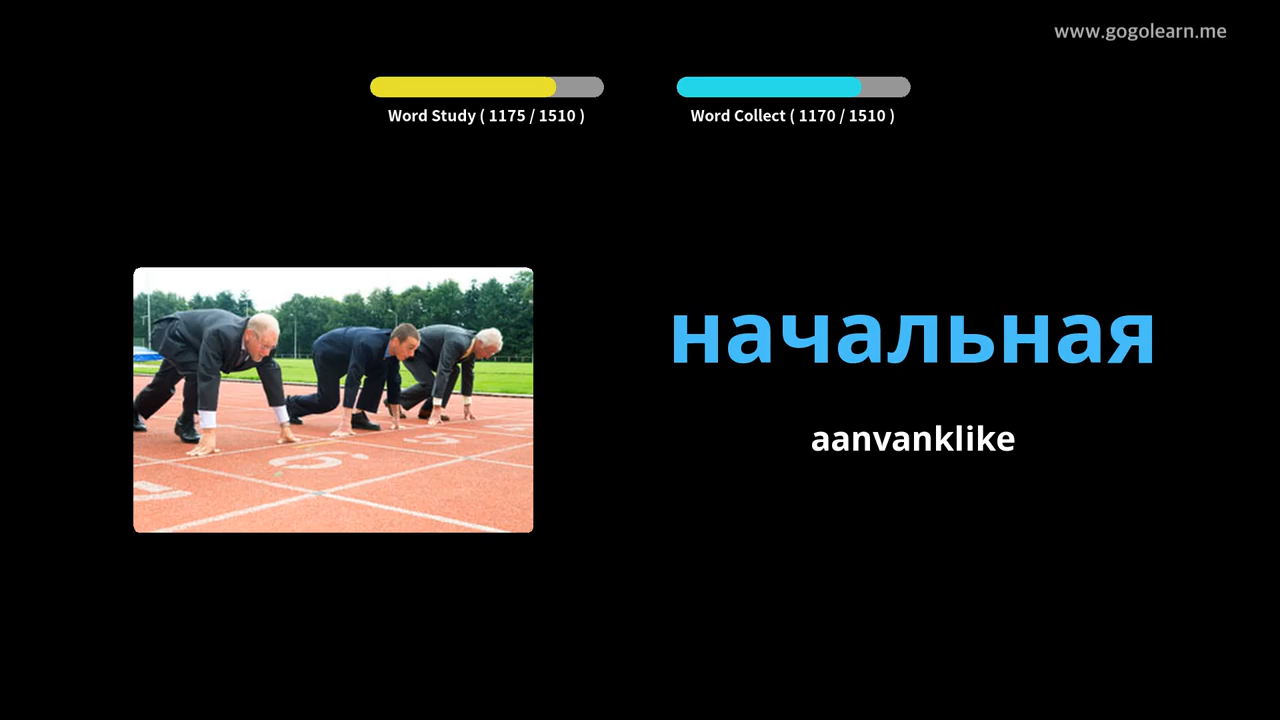 www.gogolearn.me
Word Study ( 1175 / 1510 )
Word Collect ( 1170 / 1510 )
начальная
aanvanklike